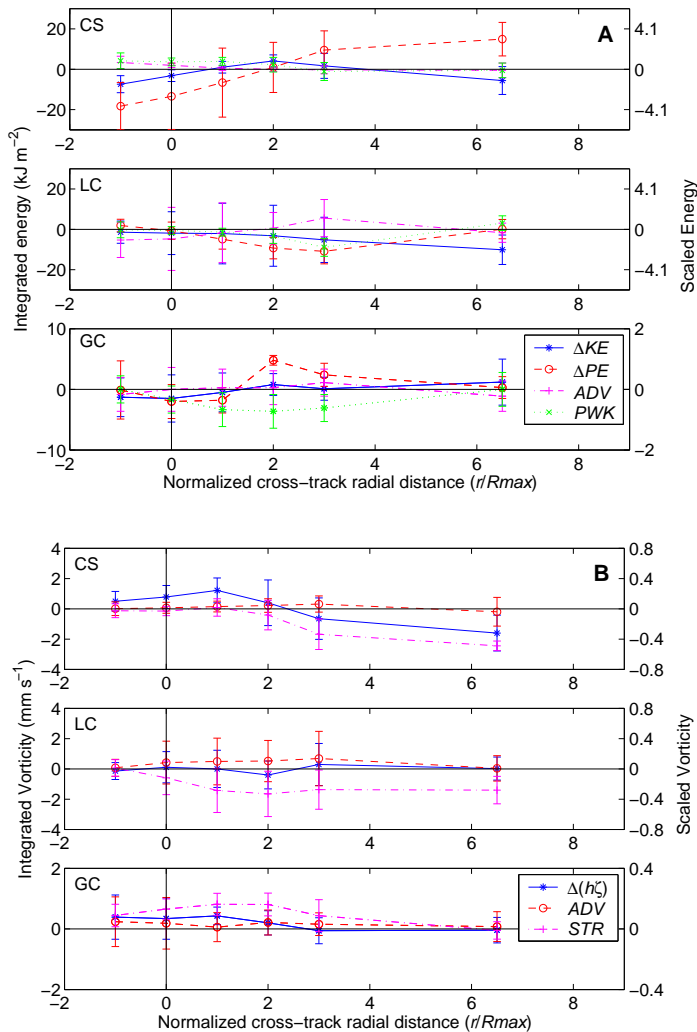 CS
A
20
0
−20
4.1
0
−4.1
−2 0 2 4 6 8
Integrated energy (kJ m−2)
Scaled Energy
LC
20
0
−20
4.1
0
−4.1
−2 0 2 4 6 8
GC
10
0
−10
2
0
−2
ΔKE
ΔPE
ADV
PWK
−2 0 2 4 6 8
Normalized cross−track radial distance (r/Rmax)
CS
B
4
2
0
−2
−4
0.8
0.4
0
−0.4
−0.8
−2 0 2 4 6 8
Integrated Vorticity (mm s−1)
Scaled Vorticity
LC
4
2
0
−2
−4
0.8
0.4
0
−0.4
−0.8
−2 0 2 4 6 8
GC
2
0
−2
0.4
0
−0.4
Δ(hζ)
ADV
STR
−2 0 2 4 6 8
Normalized cross−track radial distance (r/Rmax)